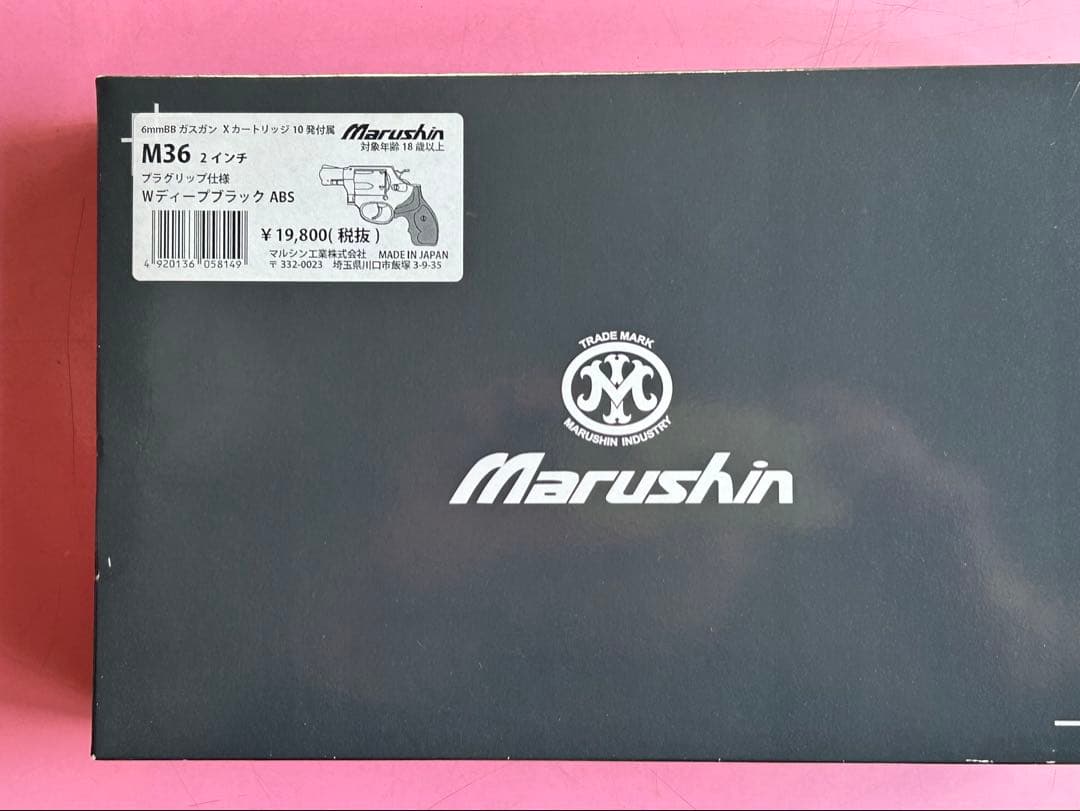 6mmBB ガスガン Xカートリッジ 10 発付属 Marushin
対象年齢 18 歳以上
M36 2 インチ
プラグリップ仕様
Wディープブラック ABS
¥ 19,800( 税抜 )
4 920136 058149
マルシン工業株式会社 MADE IN JAPAN
〒 332-0023 埼玉県川口市飯塚 3-9-35
TRADE MARK
M
MARUSHIN INDUSTRY
Marushin